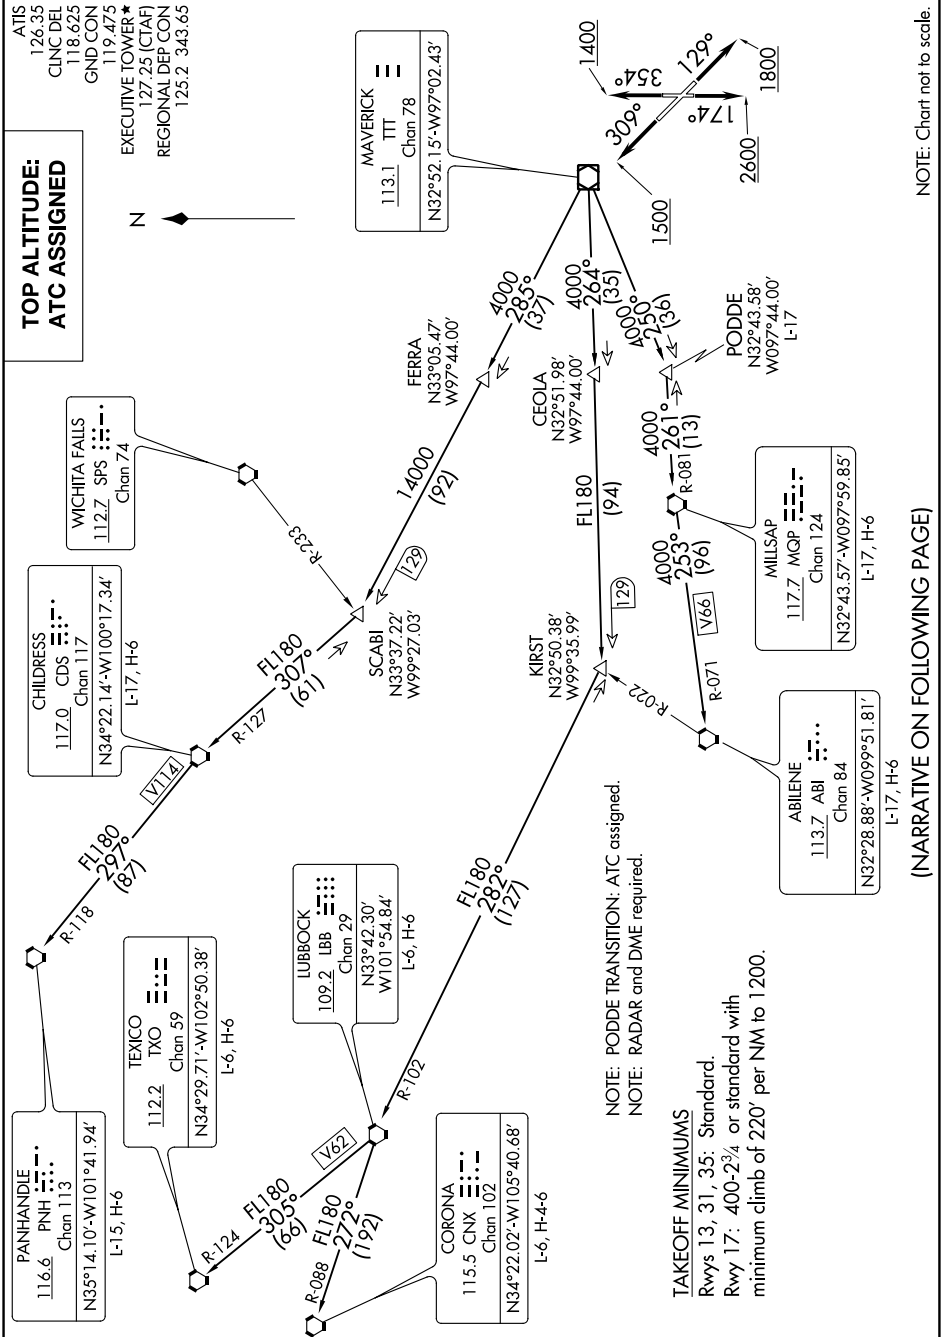 ATIS
126.35
CLNC DEL
118.625
GND CON
119.475
EXECUTIVE TOWER★
127.25 (CTAF)
REGIONAL DEP CON
125.2 343.65
TOP ALTITUDE:
ATC ASSIGNED
N
MAVERICK
113.1 TTT
Chan 78
N32°52.15'-W97°02.43'
1400
354°
129°
1800
309°
174°
2600
1500
NOTE: Chart not to scale.
4000
285°
(37)
4000
264°
(35)
4000
250°
(36)
FERRA
N33°05.47'
W97°44.00'
CEOLA
N32°51.98'
W97°44.00'
PODDE
N32°43.58'
W097°44.00'
L-17
WICHITA FALLS
112.7 SPS
Chan 74
R-233
14000
(92)
129
SCABI
N33°37.22'
W99°27.03'
FL180
(94)
129
KIRST
N32°50.38'
W99°35.99'
4000
261°
(13)
R-081
MILLSAP
117.7 MQP
Chan 124
N32°43.57'-W097°59.85'
L-17, H-6
4000
253°
(96)
V66
R-071
R-022
ABILENE
113.7 ABI
Chan 84
N32°28.88'-W099°51.81'
L-17, H-6
CHILDRESS
117.0 CDS
Chan 117
N34°22.14'-W100°17.34'
L-17, H-6
FL180
307°
(61)
R-127
V114
FL180
297°
(87)
R-118
PANHANDLE
116.6 PNH
Chan 113
N35°14.10'-W101°41.94'
L-15, H-6
FL180
282°
(127)
R-102
LUBBOCK
109.2 LBB
Chan 29
N33°42.30'
W101°54.84'
L-6, H-6
V62
FL180
305°
(66)
R-124
TEXICO
112.2 TXO
Chan 59
N34°29.71'-W102°50.38'
L-6, H-6
FL180
272°
(192)
R-088
CORONA
115.5 CNX
Chan 102
N34°22.02'-W105°40.68'
L-6, H-4-6
NOTE: PODDE TRANSITION: ATC assigned.
NOTE: RADAR and DME required.
TAKEOFF MINIMUMS
Rwys 13, 31, 35: Standard.
Rwy 17: 400-2¾ or standard with
minimum climb of 220' per NM to 1200.
(NARRATIVE ON FOLLOWING PAGE)